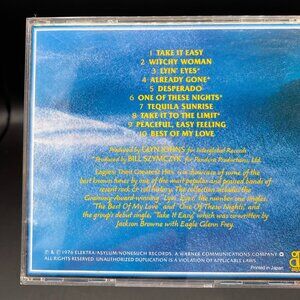 1 TAKE IT EASY
2 WITCHY WOMAN
3 LYIN' EYES*
4 ALREADY GONE*
5 DESPERADO
6 ONE OF THESE NIGHTS*
7 TEQUILA SUNRISE
8 TAKE IT TO THE LIMIT*
9 PEACEFUL, EASY FEELING
10 BEST OF MY LOVE
Produced by GLYN JOHNS for Interglobal Records
*Produced by BILL SZYMCZYK for Pandora Productions, Ltd.
Eagles Their Greatest Hits is a showcase of some of the
best known tunes by one of the most popular and praised bands of
recent rock & roll history. The collection includes the
Grammy Award-winning "Lyin' Eyes," the number one singles
"The Best Of My Love" and "One Of These Nights," and
the group's debut single, "Take It Easy," which was co-written by
Jackson Browne with Eagle Glenn Frey.
℗ & © 1976 ELEKTRA/ASYLUM/NONESUCH RECORDS, A WARNER COMMUNICATIONS COMPANY
ALL RIGHTS RESERVED. UNAUTHORIZED DUPLICATION IS A VIOLATION OF APPLICABLE LAWS.
Printed in Japan